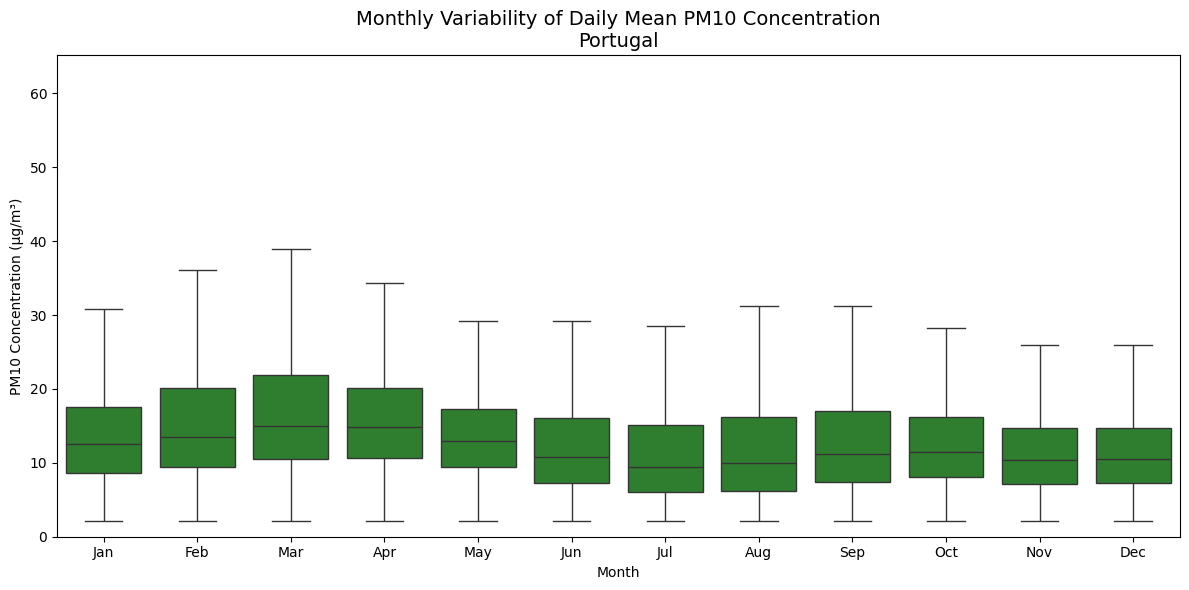 Monthly Variability of Daily Mean PM10 Concentration
Portugal
PM10 Concentration (µg/m³)
60
50
40
30
20
10
0
Jan Feb Mar Apr May Jun Jul Aug Sep Oct Nov Dec
Month